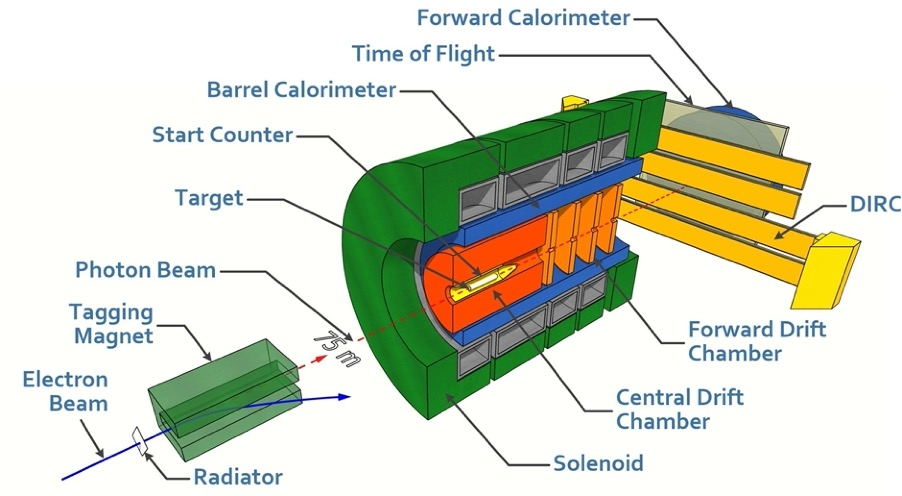 Forward Calorimeter
Time of Flight
Barrel Calorimeter
Start Counter
Target
DIRC
Photon Beam
Tagging
Magnet
75 m
Forward Drift
Chamber
Electron
Beam
Central Drift
Chamber
Solenoid
Radiator